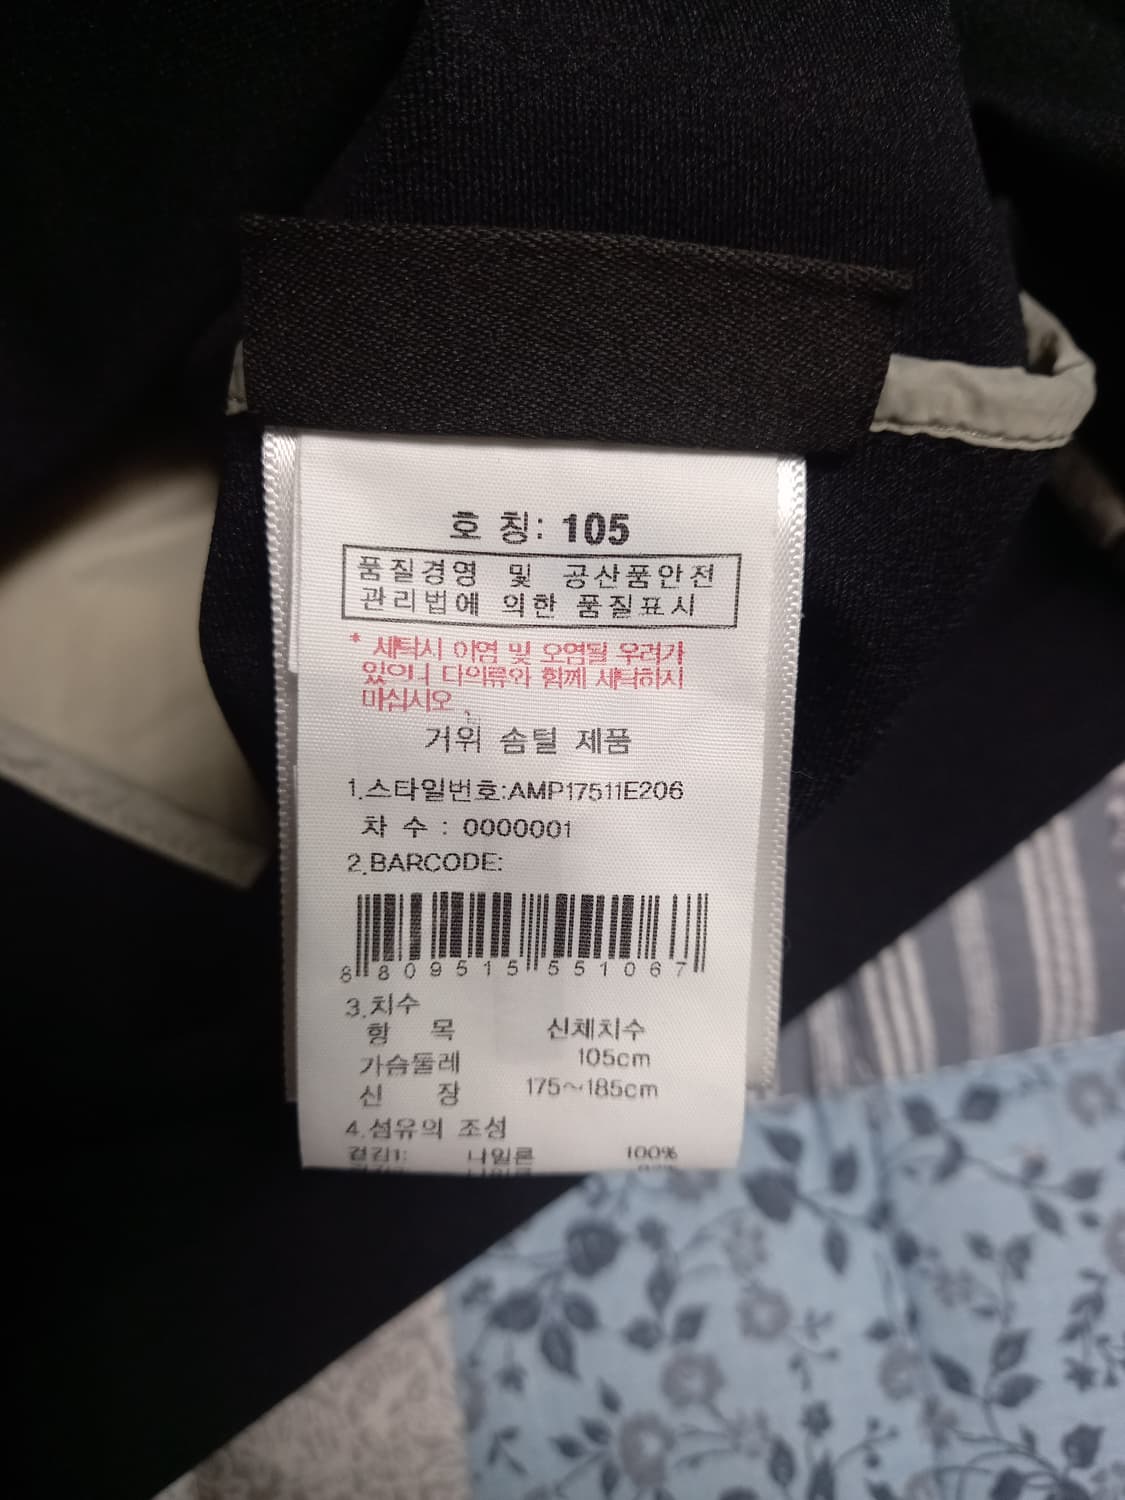 호 칭: 105
품질경영 및 공산품안전
관리법에 의한 품질표시
* 세탁시 이염 및 오염될 우려가
있으니 다의류와 함께 세탁하시
마십시오
거위 솜털 제품
1.스타일번호:AMP17511E206
차 수 : 0000001
2.BARCODE:
8809515551067
3.치수
항 목 신체치수
가슴둘레 105cm
신 장 175~185cm
4.섬유의 조성
겉감1: 나일론 100%